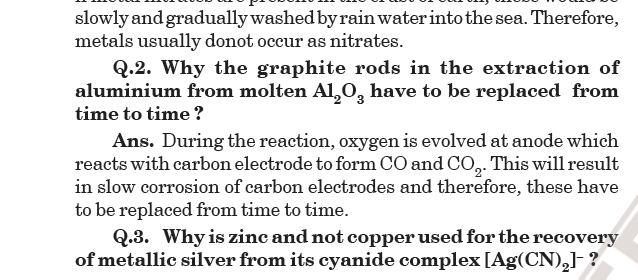 slowly and gradually washed by rain water into the sea. Therefore,
metals usually donot occur as nitrates.
Q.2. Why the graphite rods in the extraction of
aluminium from molten Al₂O₃ have to be replaced from
time to time ?
Ans. During the reaction, oxygen is evolved at anode which
reacts with carbon electrode to form CO and CO₂. This will result
in slow corrosion of carbon electrodes and therefore, these have
to be replaced from time to time.
Q.3. Why is zinc and not copper used for the recovery
of metallic silver from its cyanide complex [Ag(CN)₂]⁻ ?